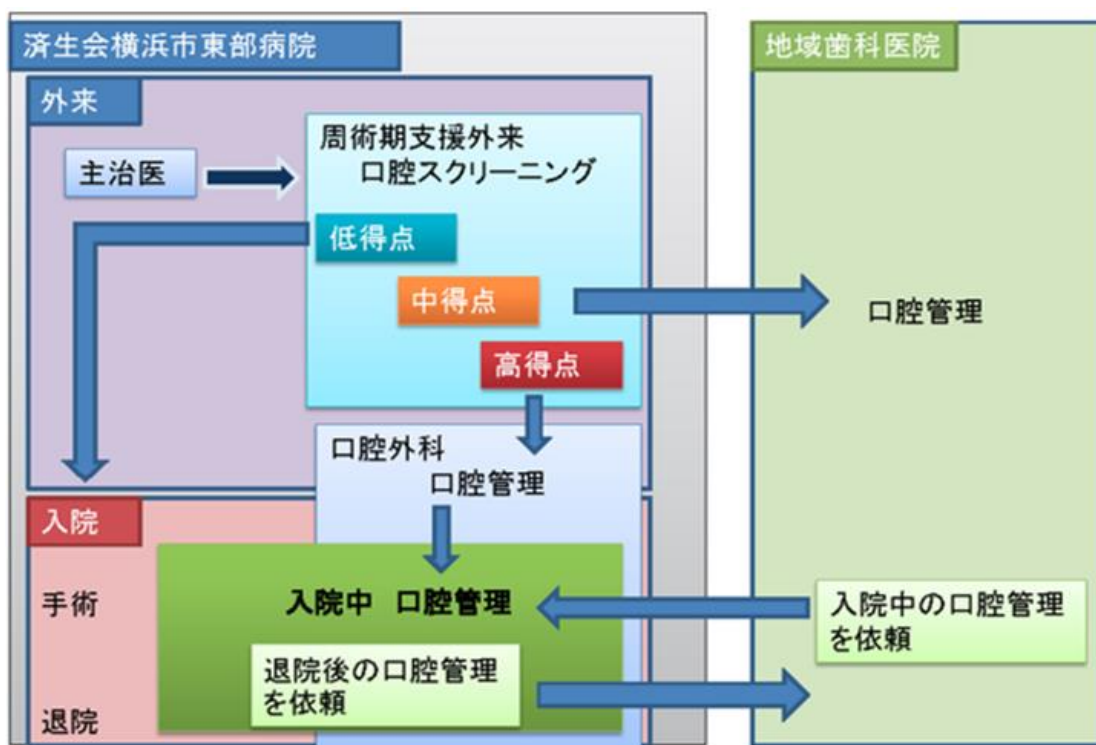 済生会横浜市東部病院
地域歯科医院
外来
周術期支援外来
口腔スクリーニング
主治医
低得点
中得点
口腔管理
高得点
口腔外科
口腔管理
入院
手術
入院中 口腔管理
入院中の口腔管理
を依頼
退院後の口腔管理
を依頼
退院